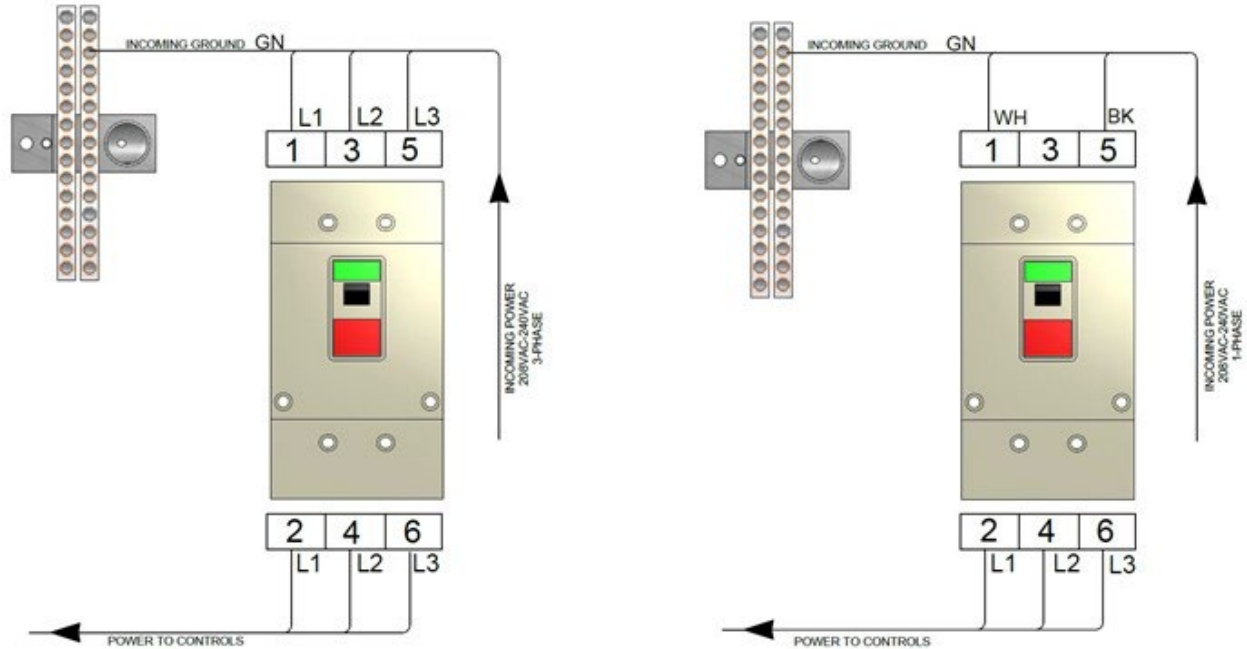 INCOMING GROUND GN
L1 L2 L3
1 3 5
INCOMING POWER
208VAC-240VAC
3-PHASE
2 4 6
L1 L2 L3
POWER TO CONTROLS
INCOMING GROUND GN
WH BK
1 3 5
INCOMING POWER
208VAC-240VAC
1-PHASE
2 4 6
L1 L2 L3
POWER TO CONTROLS